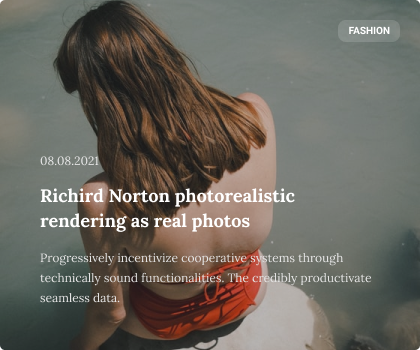 FASHION
08.08.2021
Richird Norton photorealistic
rendering as real photos
Progressively incentivize cooperative systems through
technically sound functionalities. The credibly productivate
seamless data.